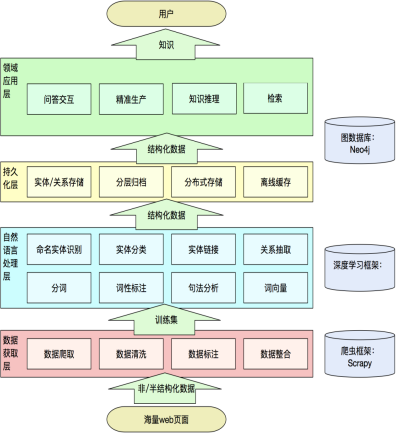 用户
知识
领域
应用
层
问答交互
精准生产
知识推理
检索
结构化数据
图数据库：
Neo4j
持久
化层
实体/关系存储
分层归档
分布式存储
离线缓存
结构化数据
自然
语言
处理
层
命名实体识别
实体分类
实体链接
关系抽取
分词
词性标注
句法分析
词向量
深度学习框架：
训练集
数据
获取
层
数据爬取
数据清洗
数据标注
数据整合
爬虫框架：
Scrapy
非/半结构化数据
海量web页面